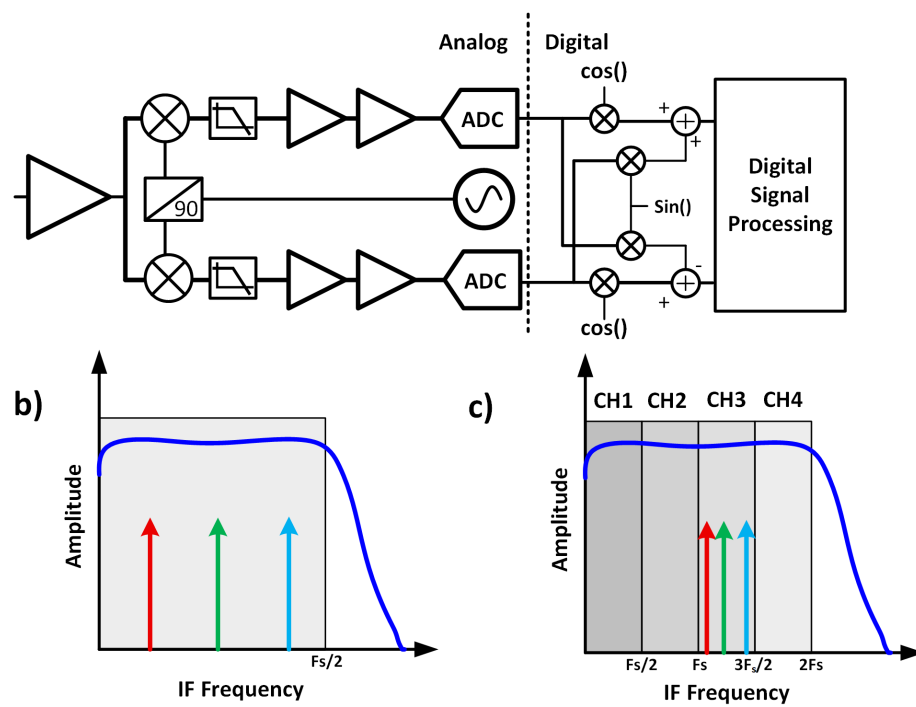 Analog Digital
cos()
ADC
+
+
90
Sin()
Digital
Signal
Processing
ADC
-
+
cos()
b)
Amplitude
Fs/2
IF Frequency
c)
CH1 CH2 CH3 CH4
Amplitude
Fs/2 Fs 3Fs/2 2Fs
IF Frequency